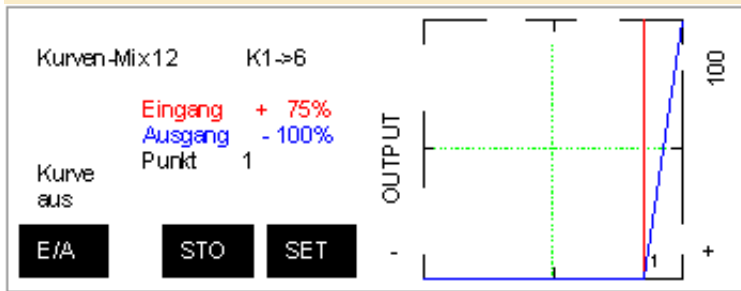 Kurven-Mix12 K1->6
Eingang + 75%
Ausgang - 100%
Punkt 1
Kurve
aus
E/A STO SET
OUTPUT
100
- +
1